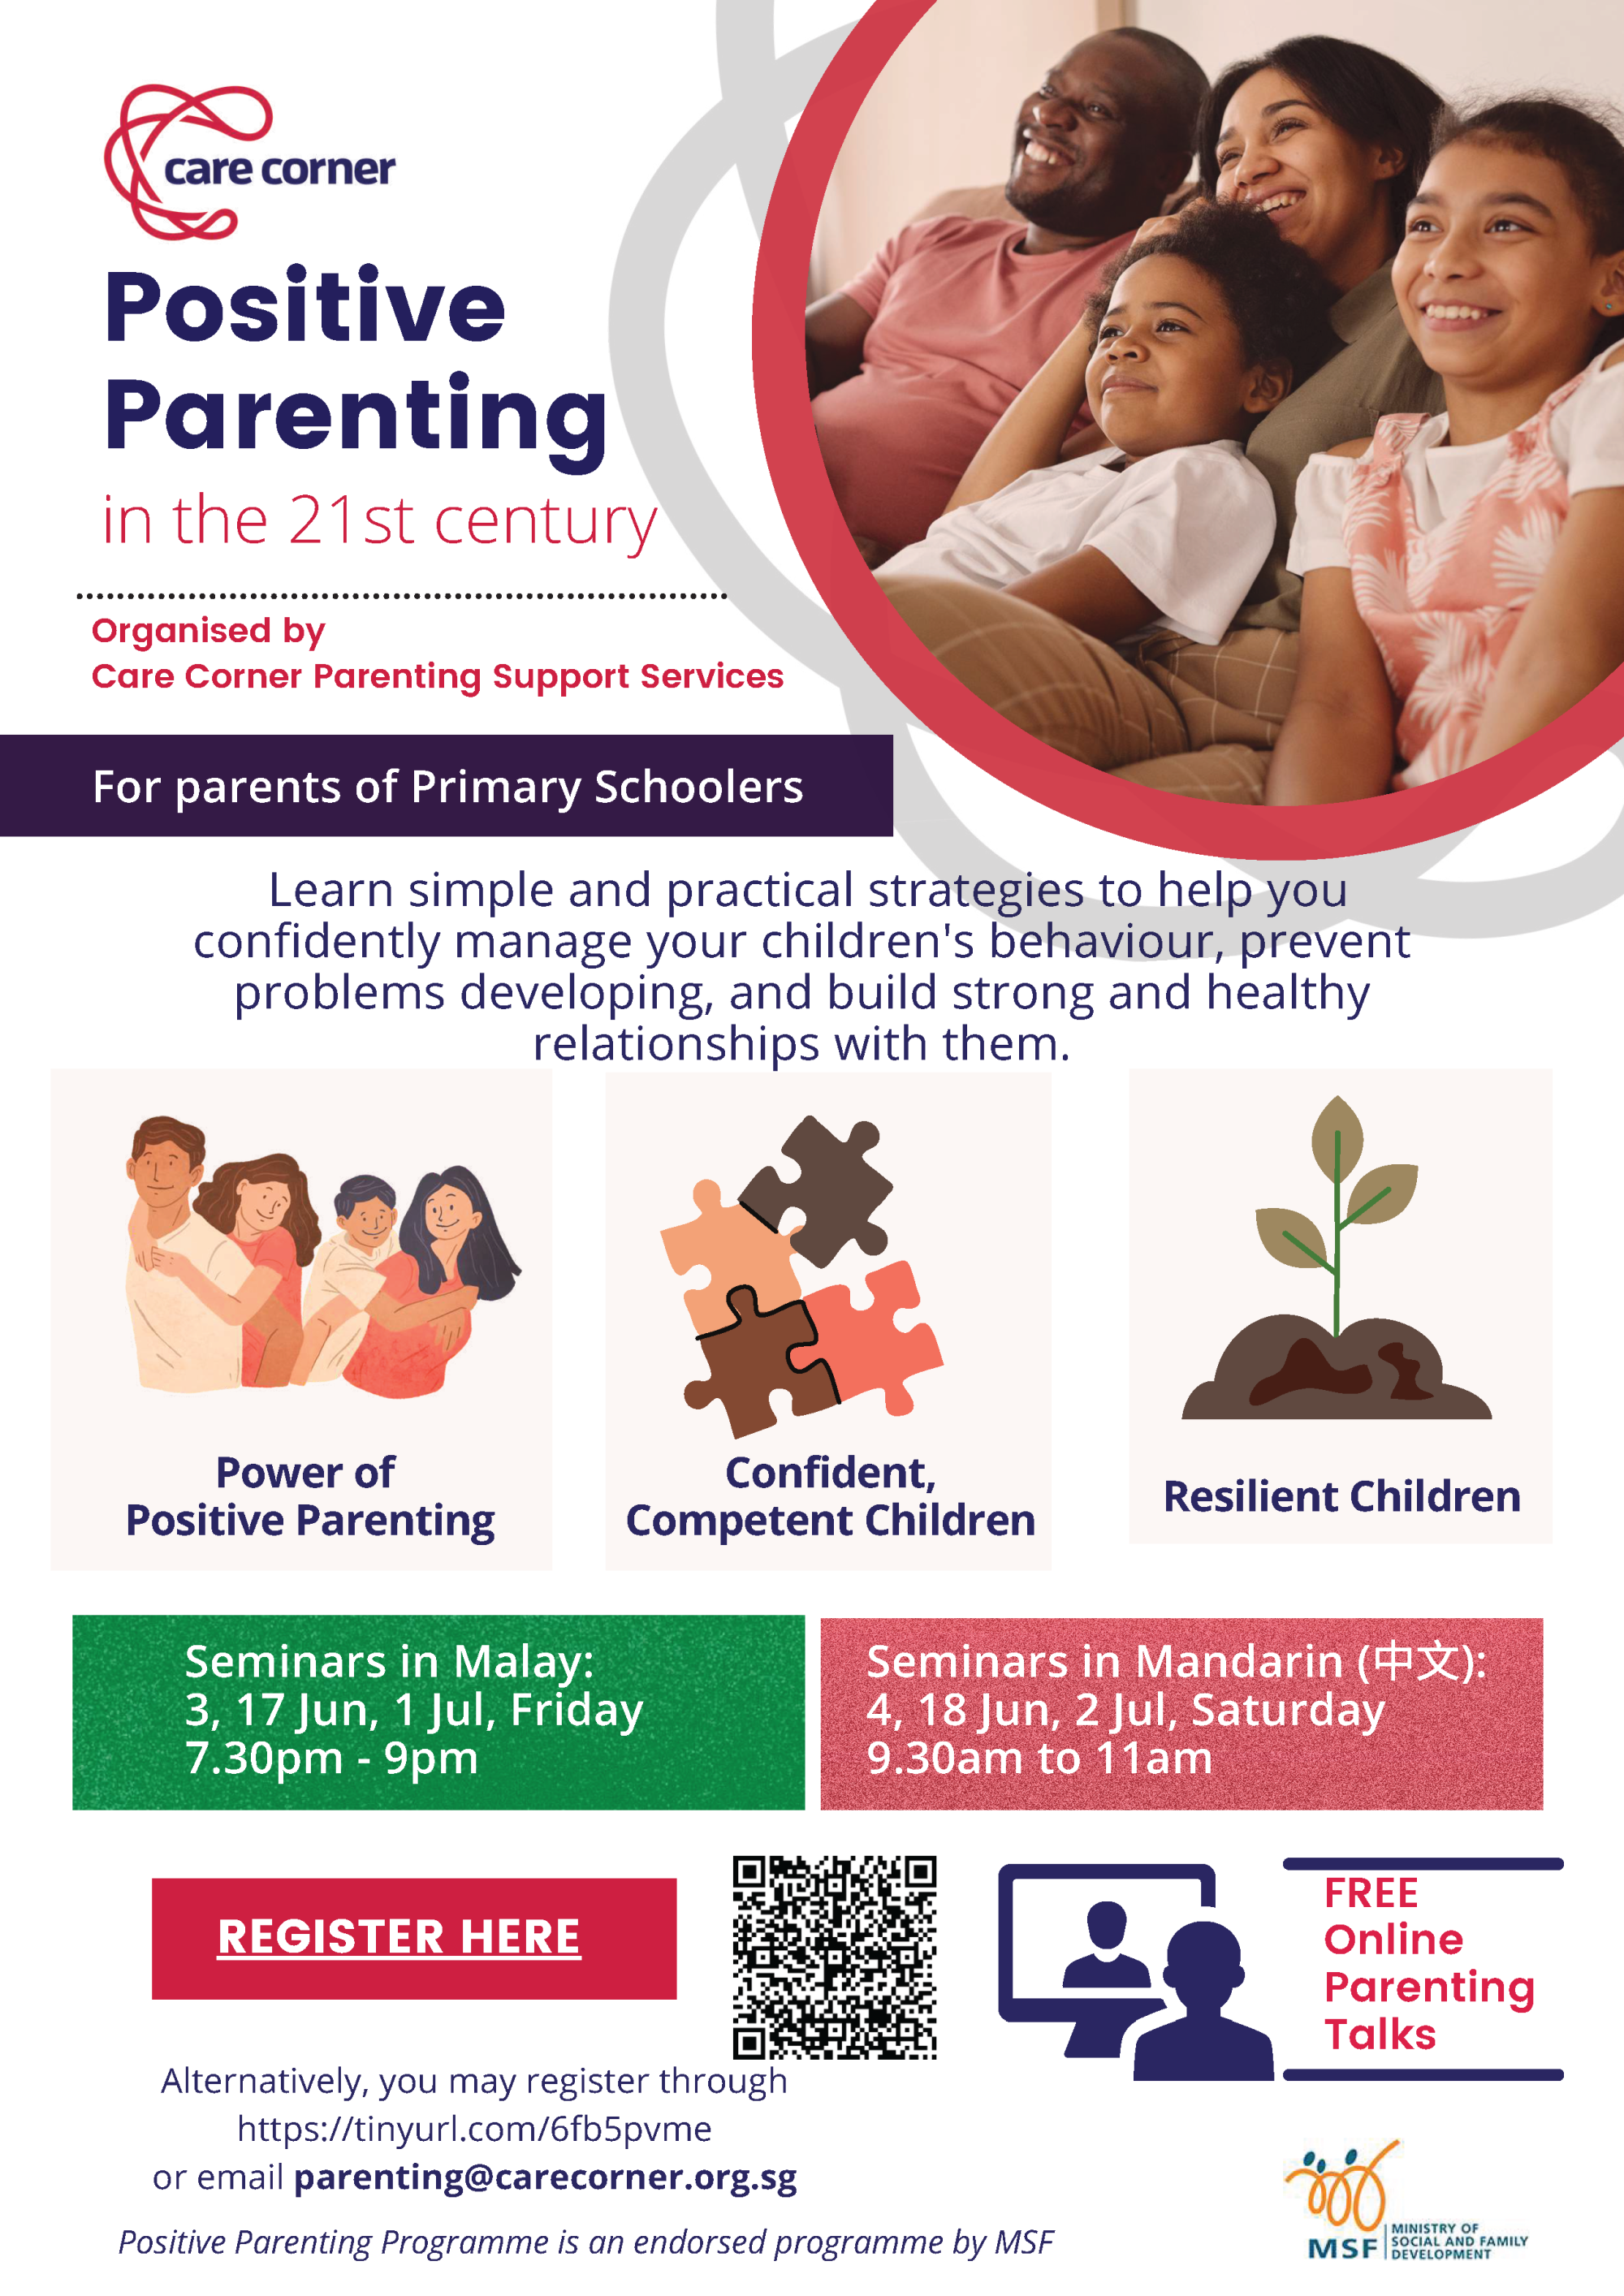 care corner
Positive
Parenting
in the 21st century
Organised by
Care Corner Parenting Support Services
For parents of Primary Schoolers
Learn simple and practical strategies to help you
confidently manage your children's behaviour, prevent
problems developing, and build strong and healthy
relationships with them.
Power of
Positive Parenting
Confident,
Competent Children
Resilient Children
Seminars in Malay:
3, 17 Jun, 1 Jul, Friday
7.30pm - 9pm
Seminars in Mandarin (中文):
4, 18 Jun, 2 Jul, Saturday
9.30am to 11am
REGISTER HERE
FREE
Online
Parenting
Talks
Alternatively, you may register through
https://tinyurl.com/6fb5pvme
or email parenting@carecorner.org.sg
Positive Parenting Programme is an endorsed programme by MSF
MSF
MINISTRY OF
SOCIAL AND FAMILY
DEVELOPMENT